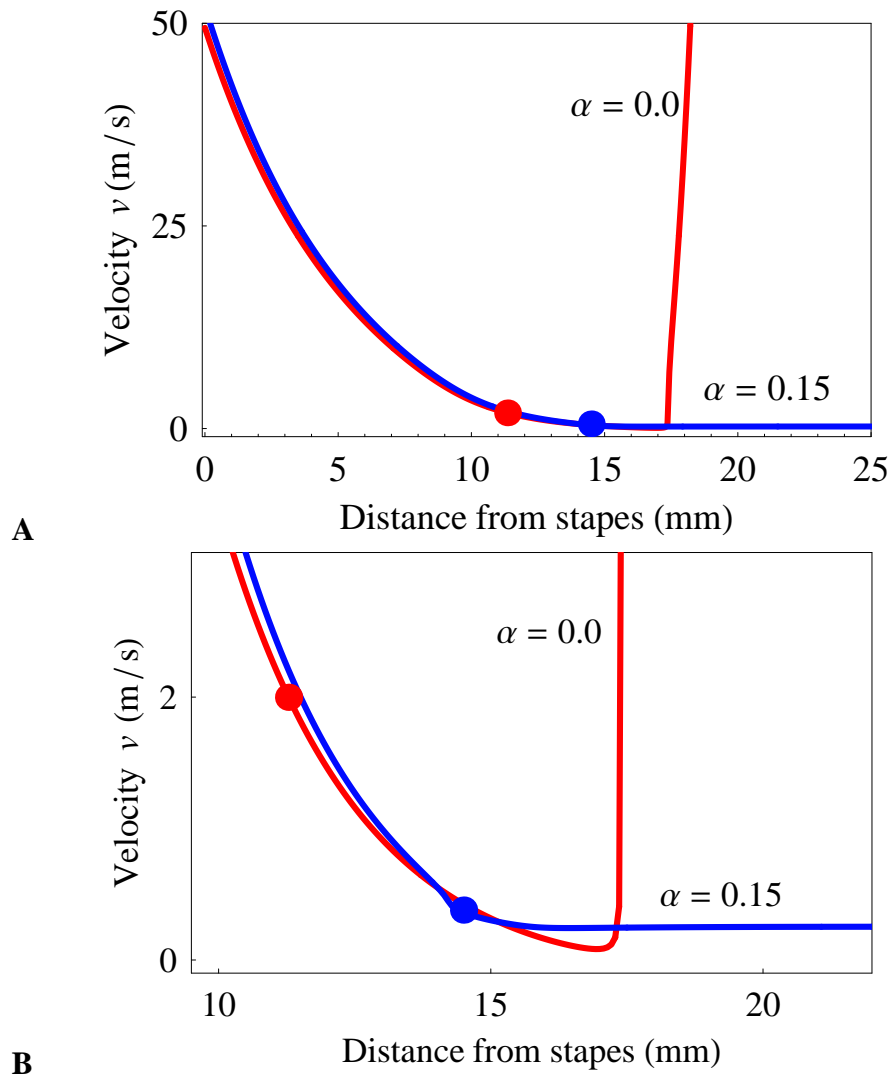 50
25
0
Velocity v (m/s)
α = 0.0
α = 0.15
0 5 10 15 20 25
Distance from stapes (mm)
A
2
0
Velocity v (m/s)
α = 0.0
α = 0.15
10 15 20
Distance from stapes (mm)
B